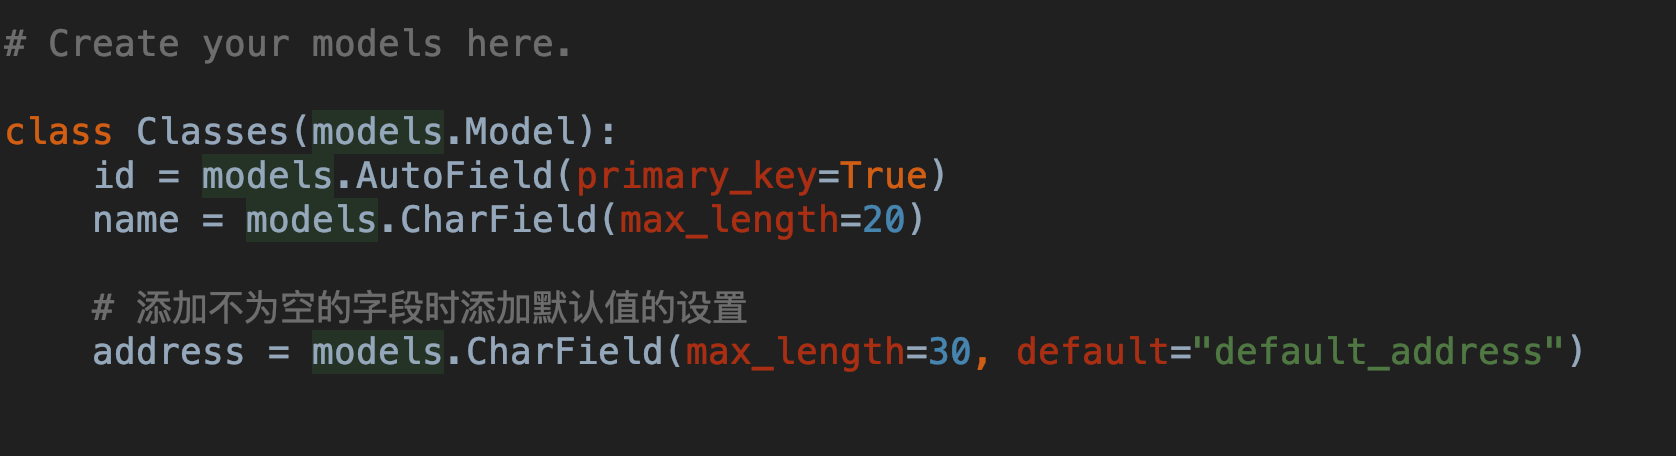 # Create your models here.
class Classes(models.Model):
    id = models.AutoField(primary_key=True)
    name = models.CharField(max_length=20)
    # 添加不为空的字段时添加默认值的设置
    address = models.CharField(max_length=30, default="default_address")